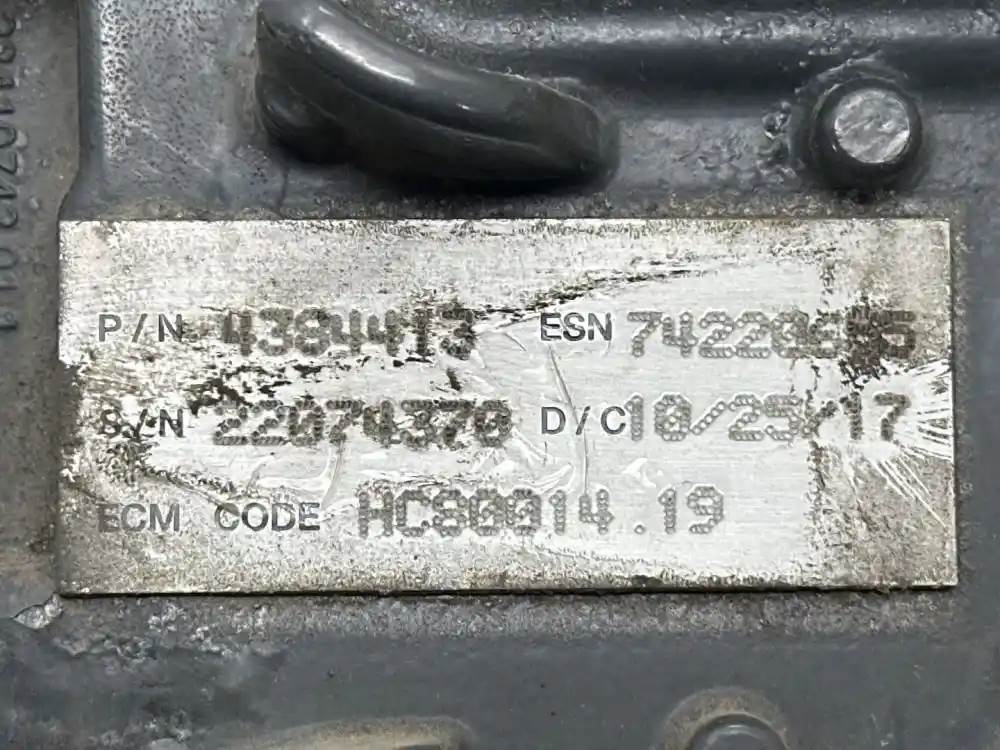 P/N 4384413 ESN
S/N 22074370 D/C 10/25/17
ECM CODE HC80014.19